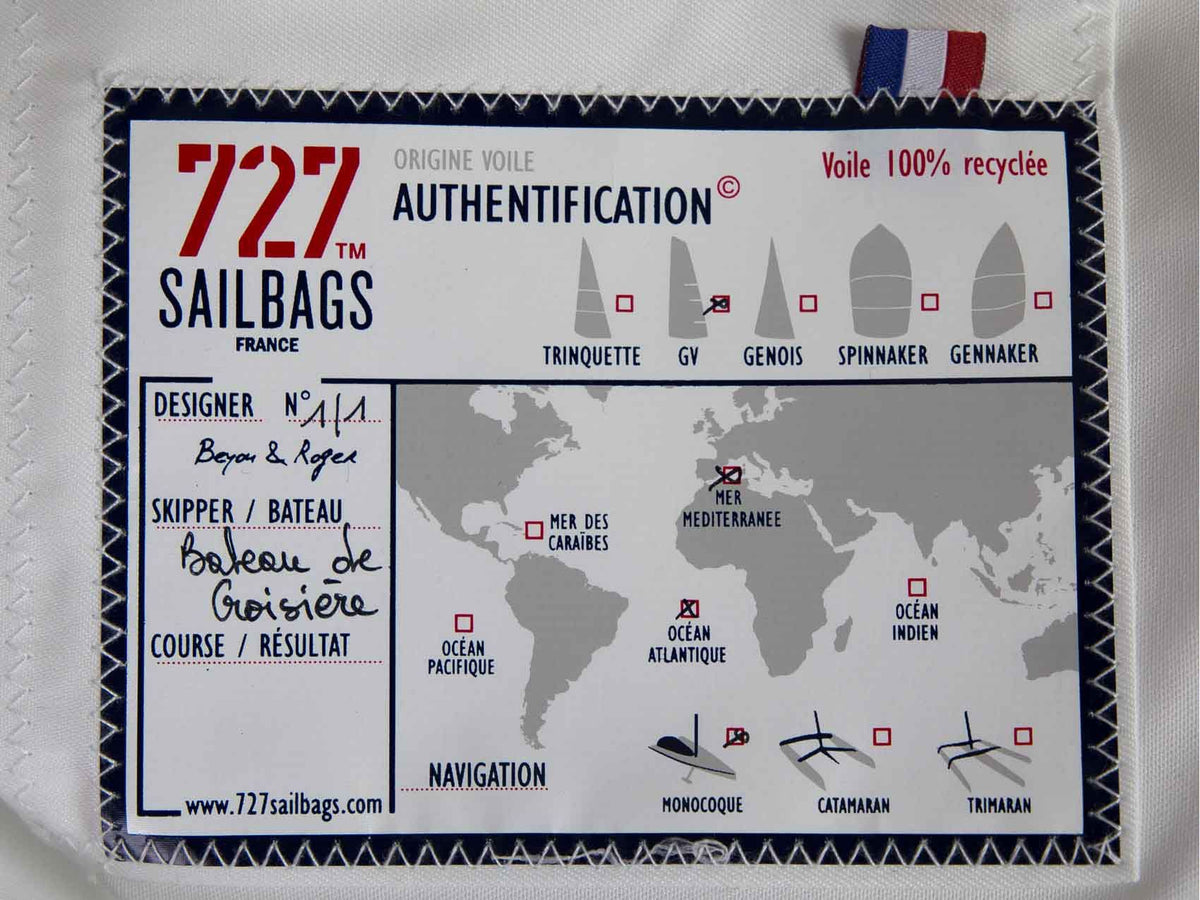 727™
SAILBAGS
FRANCE
ORIGINE VOILE
AUTHENTIFICATION©
Voile 100% recyclée
TRINQUETTE
GV
GENOIS
SPINNAKER
GENNAKER
DESIGNER N° 1/1
Beyou & Roger
SKIPPER / BATEAU
Bateau de
Croisière
COURSE / RÉSULTAT
www.727sailbags.com
MER DES
CARAÏBES
MER
MEDITERRANEE
OCÉAN
PACIFIQUE
OCÉAN
ATLANTIQUE
OCÉAN
INDIEN
NAVIGATION
MONOCOQUE
CATAMARAN
TRIMARAN